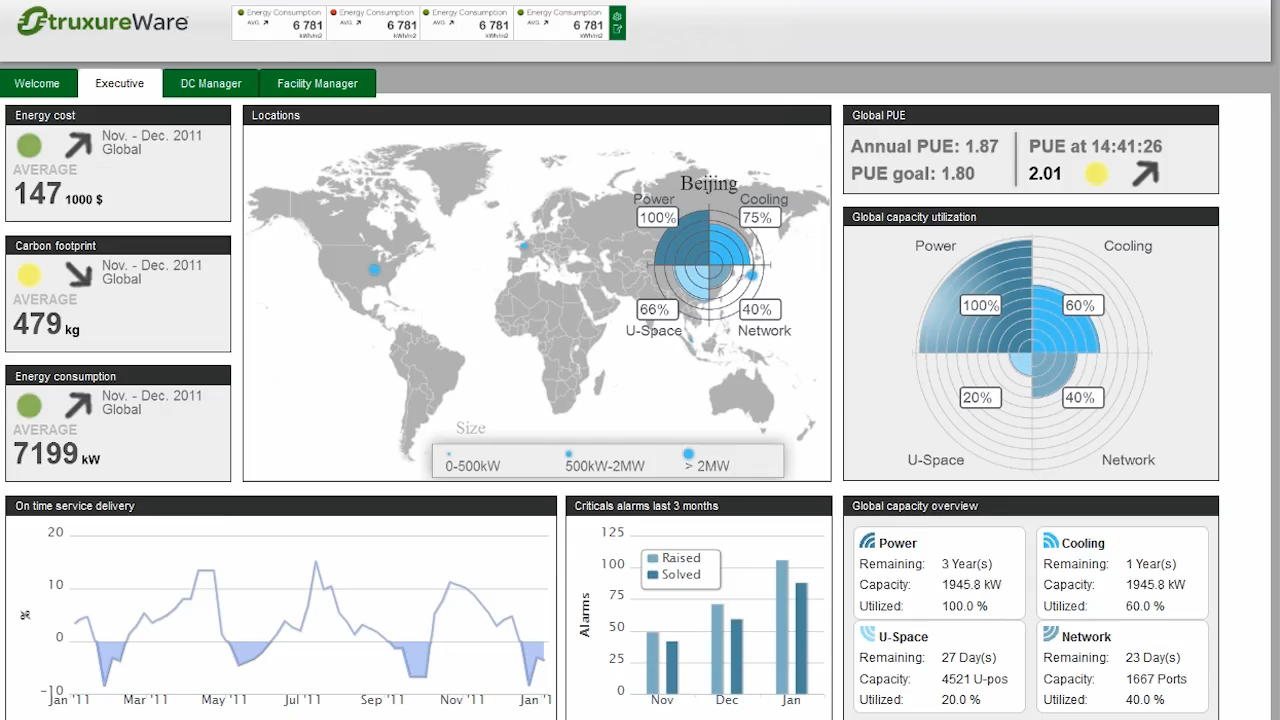 StruxureWare
Energy Consumption
AVG.
6 781
kWh/m2
Energy Consumption
AVG.
6 781
kWh/m2
Energy Consumption
AVG.
6 781
kWh/m2
Energy Consumption
AVG.
6 781
kWh/m2
Welcome
Executive
DC Manager
Facility Manager
Energy cost
Nov. - Dec. 2011
Global
AVERAGE
147 1000 $
Carbon footprint
Nov. - Dec. 2011
Global
AVERAGE
479 kg
Energy consumption
Nov. - Dec. 2011
Global
AVERAGE
7199 kW
Locations
Beijing
Power
Cooling
100%
75%
66%
40%
U-Space
Network
Size
0-500kW
500kW-2MW
> 2MW
Global PUE
Annual PUE: 1.87
PUE goal: 1.80
PUE at 14:41:26
2.01
Global capacity utilization
Power
Cooling
100%
60%
20%
40%
U-Space
Network
On time service delivery
20
10
0
-10
%
Jan '11
Mar '11
May '11
Jul '11
Sep '11
Nov '11
Jan '1
Criticals alarms last 3 months
125
100
75
50
25
0
Alarms
Raised
Solved
Nov
Dec
Jan
Global capacity overview
Power
Remaining: 3 Year(s)
Capacity: 1945.8 kW
Utilized: 100.0 %
Cooling
Remaining: 1 Year(s)
Capacity: 1945.8 kW
Utilized: 60.0 %
U-Space
Remaining: 27 Day(s)
Capacity: 4521 U-pos
Utilized: 20.0 %
Network
Remaining: 23 Day(s)
Capacity: 1667 Ports
Utilized: 40.0 %